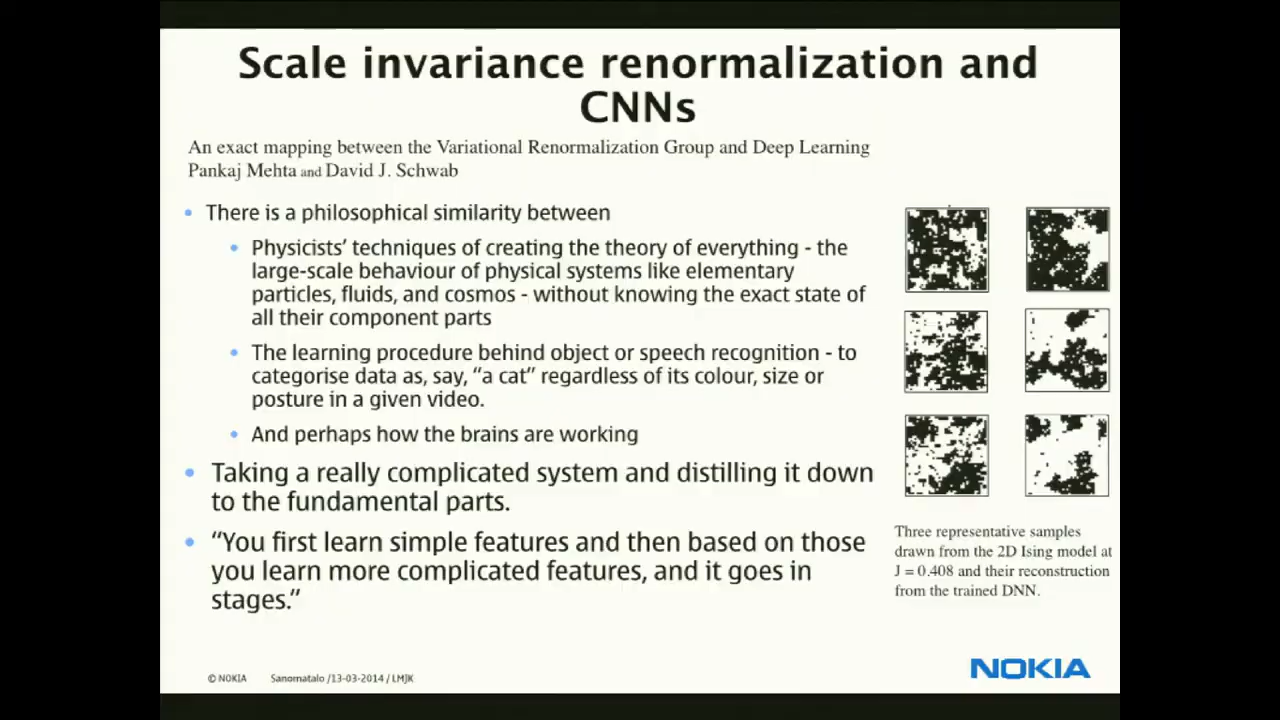 Scale invariance renormalization and
CNNs
An exact mapping between the Variational Renormalization Group and Deep Learning
Pankaj Mehta and David J. Schwab
• There is a philosophical similarity between
• Physicists’ techniques of creating the theory of everything - the
large-scale behaviour of physical systems like elementary
particles, fluids, and cosmos - without knowing the exact state of
all their component parts
• The learning procedure behind object or speech recognition - to
categorise data as, say, “a cat” regardless of its colour, size or
posture in a given video.
• And perhaps how the brains are working
• Taking a really complicated system and distilling it down
to the fundamental parts.
• “You first learn simple features and then based on those
you learn more complicated features, and it goes in
stages.”
Three representative samples
drawn from the 2D Ising model at
J = 0.408 and their reconstruction
from the trained DNN.
© NOKIA Sanomatalo /13-03-2014 / LMJK
NOKIA